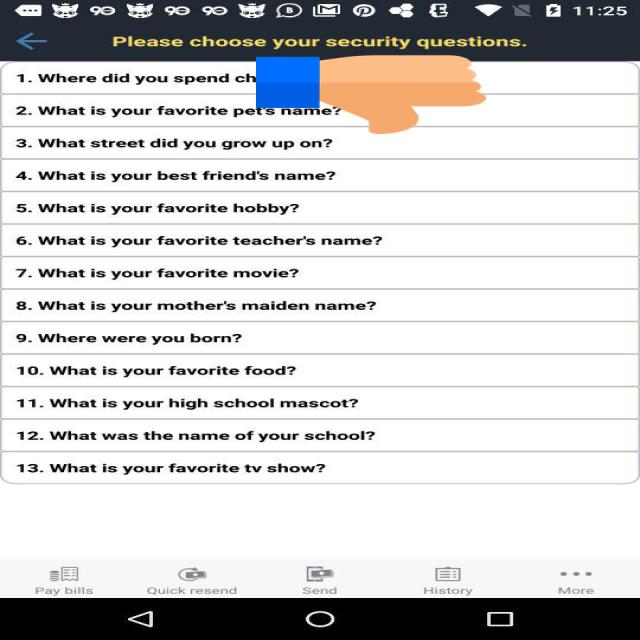 11:25
Please choose your security questions.
1. Where did you spend
2. What is your favorite pet's name?
3. What street did you grow up on?
4. What is your best friend's name?
5. What is your favorite hobby?
6. What is your favorite teacher's name?
7. What is your favorite movie?
8. What is your mother's maiden name?
9. Where were you born?
10. What is your favorite food?
11. What is your high school mascot?
12. What was the name of your school?
13. What is your favorite tv show?
Pay bills Quick resend Send History More